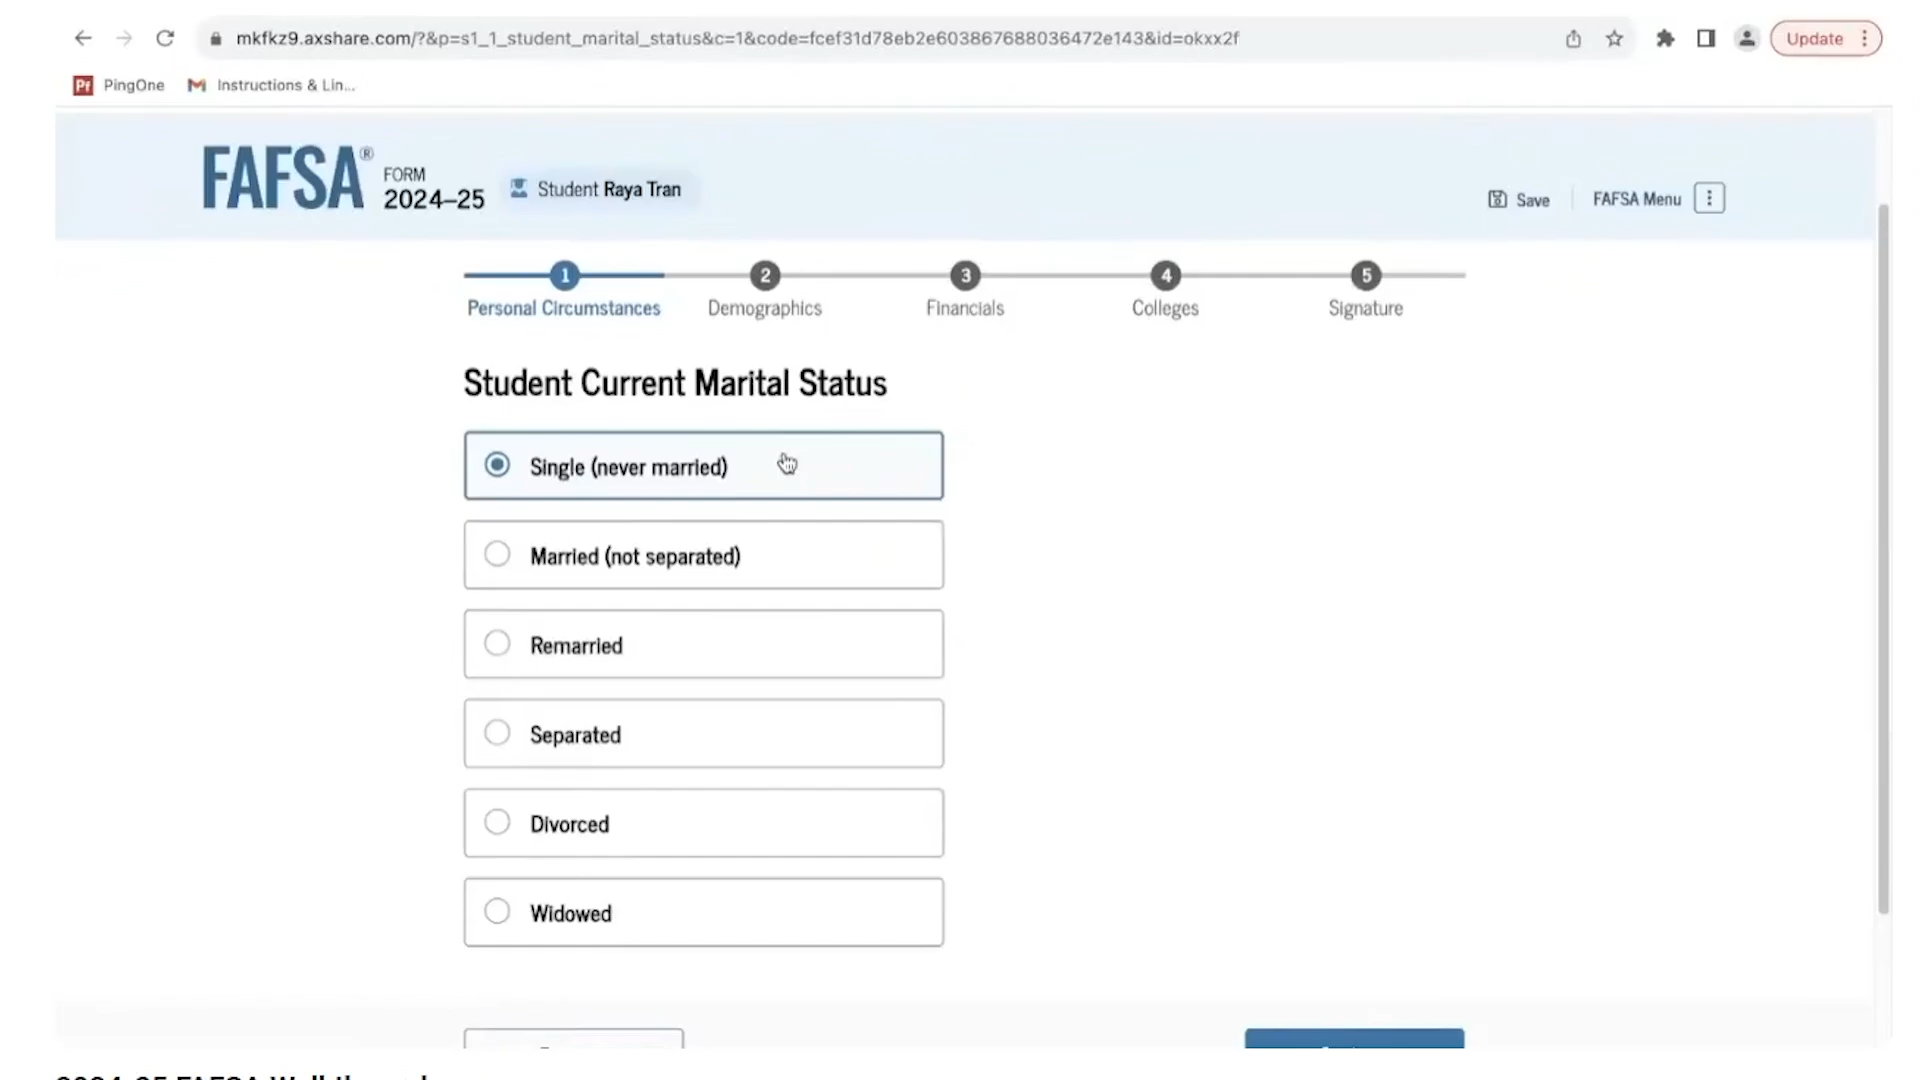 mkfkz9.axshare.com/?&p=s1_1_student_marital_status&c=1&code=fcef31d78eb2e603867688036472e143&id=okxx2f
Update
PingOne
Instructions & Lin...
FAFSA®
FORM
2024–25
Student Raya Tran
Save
FAFSA Menu
1
2
3
4
5
Personal Circumstances
Demographics
Financials
Colleges
Signature
Student Current Marital Status
Single (never married)
Married (not separated)
Remarried
Separated
Divorced
Widowed